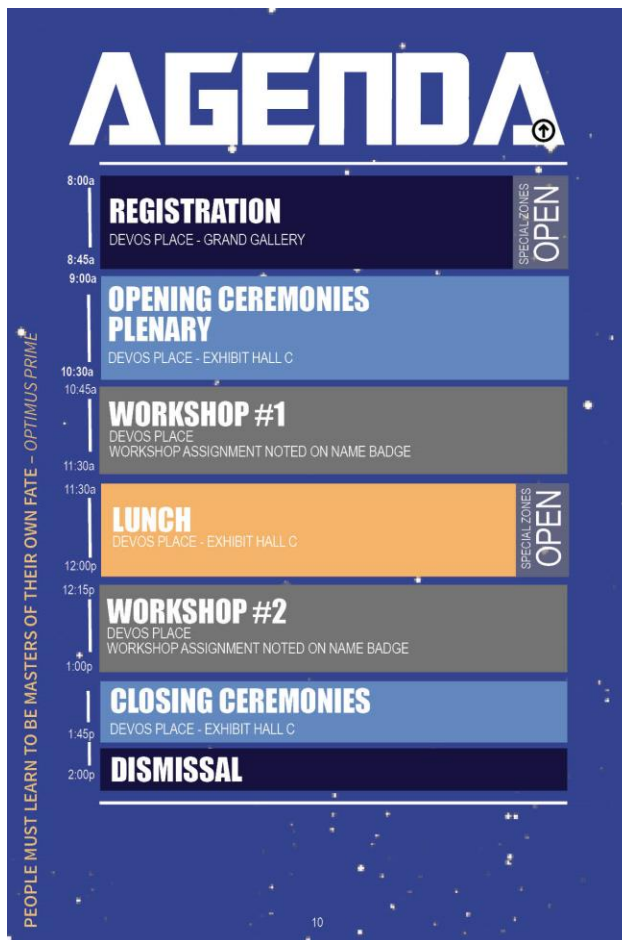 AGENDA
8:00a
REGISTRATION
DEVOS PLACE - GRAND GALLERY
8:45a
SPECIAL ZONES
OPEN
9:00a
OPENING CEREMONIES
PLENARY
DEVOS PLACE - EXHIBIT HALL C
10:30a
10:45a
WORKSHOP #1
DEVOS PLACE
WORKSHOP ASSIGNMENT NOTED ON NAME BADGE
11:30a
11:30a
LUNCH
DEVOS PLACE - EXHIBIT HALL C
12:00p
SPECIAL ZONES
OPEN
12:15p
WORKSHOP #2
DEVOS PLACE
WORKSHOP ASSIGNMENT NOTED ON NAME BADGE
1:00p
CLOSING CEREMONIES
DEVOS PLACE - EXHIBIT HALL C
1:45p
DISMISSAL
2:00p
PEOPLE MUST LEARN TO BE MASTERS OF THEIR OWN FATE – OPTIMUS PRIME
10